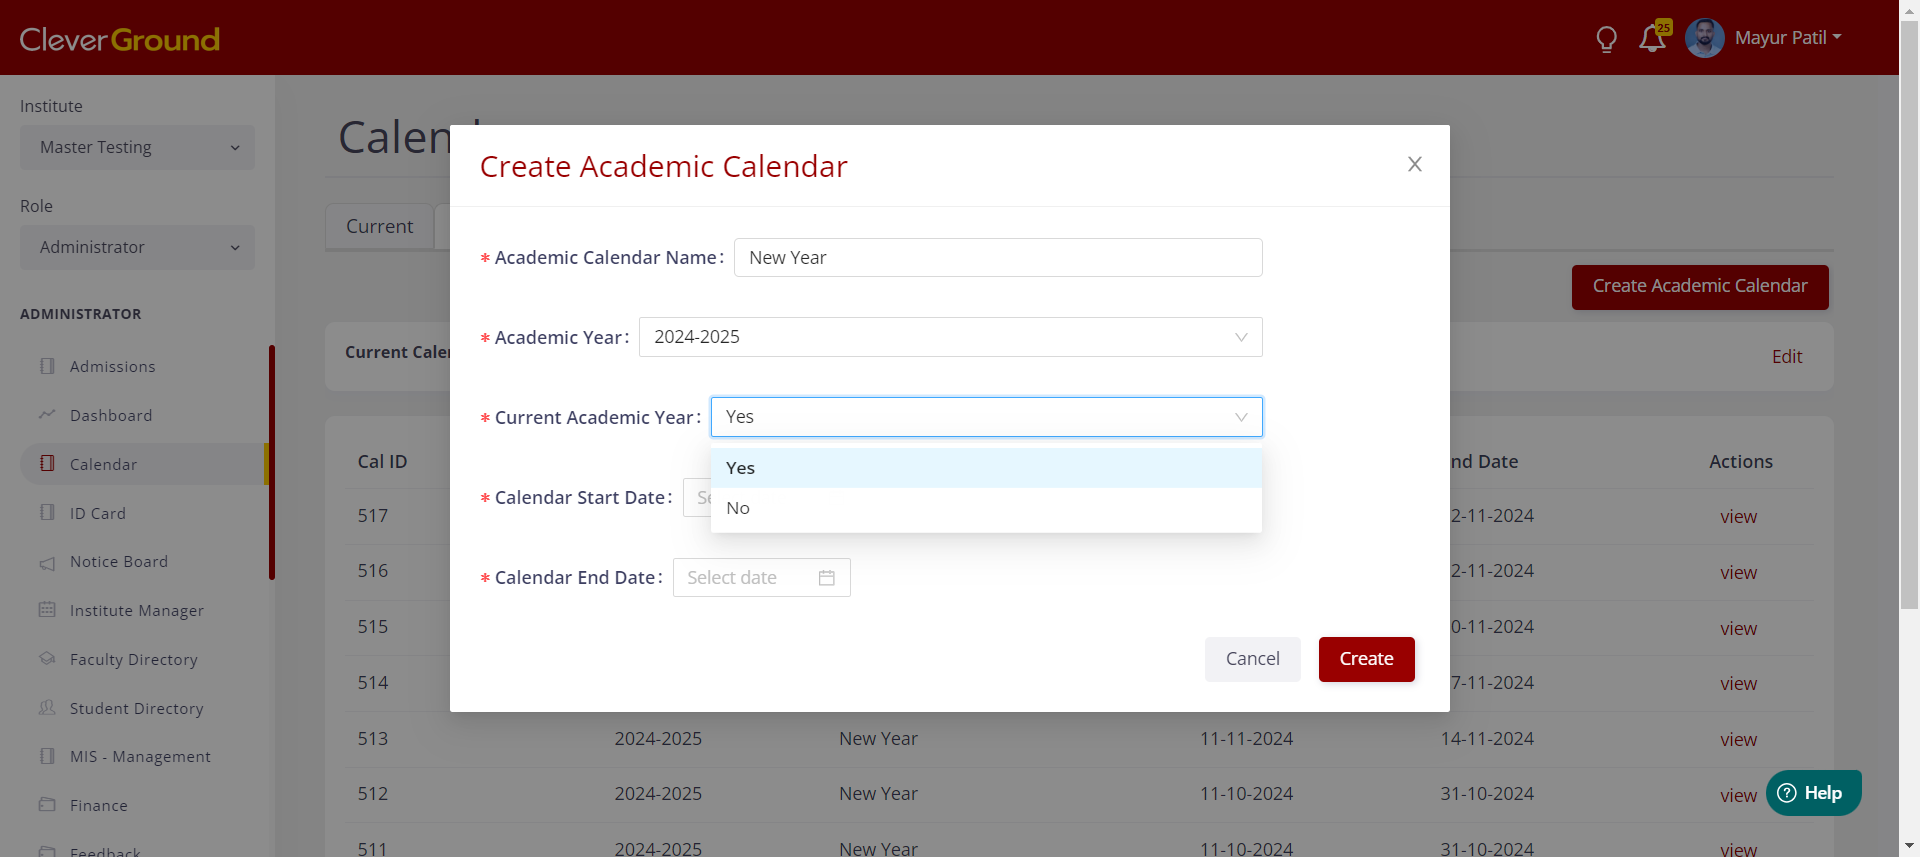 CleverGround
25
Mayur Patil
Institute
Master Testing
Role
Administrator
ADMINISTRATOR
Admissions
Dashboard
Calendar
ID Card
Notice Board
Institute Manager
Faculty Directory
Student Directory
MIS - Management
Finance
Feedback
Calen
Current
Create Academic Calendar
Current Cale
Edit
Create Academic Calendar
* Academic Calendar Name: New Year
* Academic Year: 2024-2025
* Current Academic Year: Yes
Yes
No
* Calendar Start Date: Se
* Calendar End Date: Select date
Cancel Create
Cal ID nd Date Actions
517 2-11-2024 view
516 2-11-2024 view
515 0-11-2024 view
514 7-11-2024 view
513 2024-2025 New Year 11-11-2024 14-11-2024 view
512 2024-2025 New Year 11-10-2024 31-10-2024 view
511 2024-2025 New Year 11-10-2024 31-10-2024 view
? Help